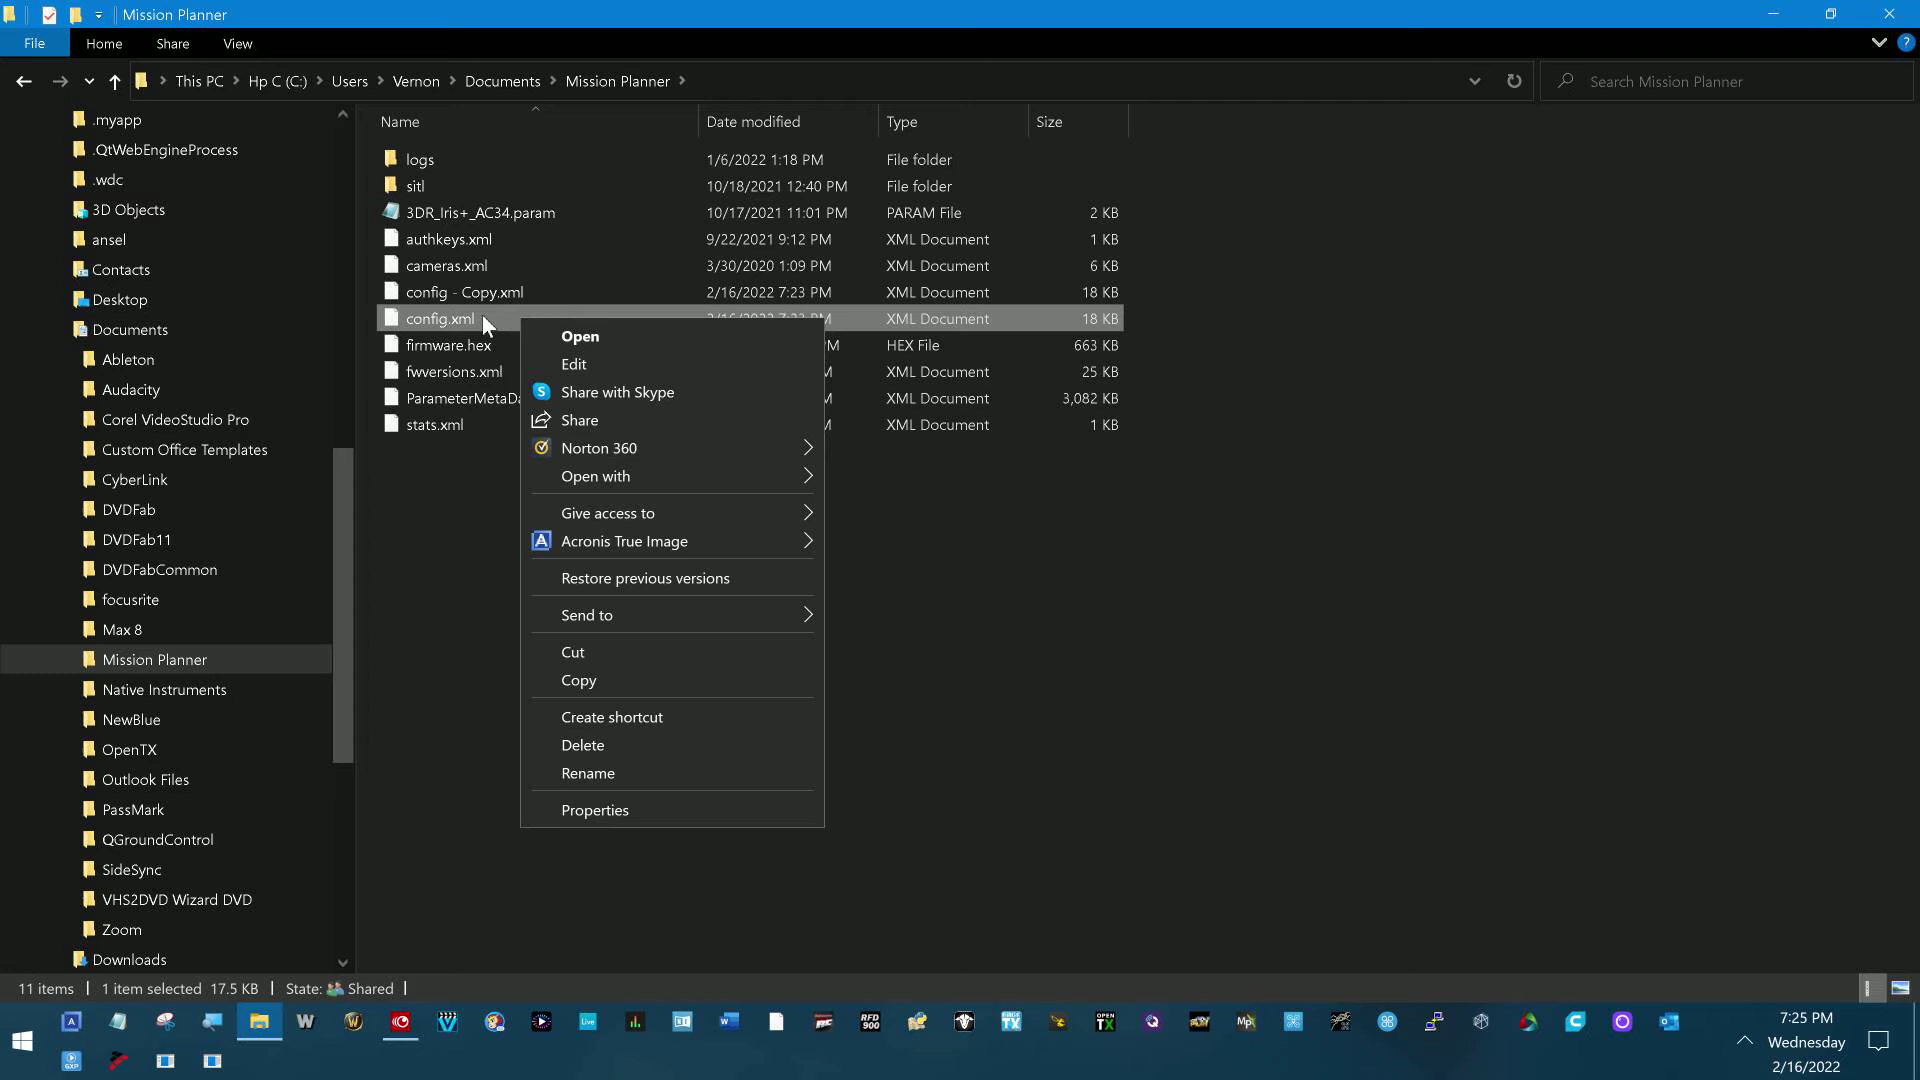 Mission Planner
File Home Share View
This PC Hp C (C:) Users Vernon Documents Mission Planner
Search Mission Planner
.myapp
.QtWebEngineProcess
.wdc
3D Objects
ansel
Contacts
Desktop
Documents
Ableton
Audacity
Corel VideoStudio Pro
Custom Office Templates
CyberLink
DVDFab
DVDFab11
DVDFabCommon
focusrite
Max 8
Mission Planner
Native Instruments
NewBlue
OpenTX
Outlook Files
PassMark
QGroundControl
SideSync
VHS2DVD Wizard DVD
Zoom
Downloads
Name Date modified Type Size
logs 1/6/2022 1:18 PM File folder
sitl 10/18/2021 12:40 PM File folder
3DR_Iris+_AC34.param 10/17/2021 11:01 PM PARAM File 2 KB
authkeys.xml 9/22/2021 9:12 PM XML Document 1 KB
cameras.xml 3/30/2020 1:09 PM XML Document 6 KB
config - Copy.xml 2/16/2022 7:23 PM XML Document 18 KB
config.xml 2/16/2022 7:23 PM XML Document 18 KB
firmware.hex M HEX File 663 KB
fwversions.xml M XML Document 25 KB
ParameterMetaDa M XML Document 3,082 KB
stats.xml M XML Document 1 KB
Open
Edit
Share with Skype
Share
Norton 360
Open with
Give access to
Acronis True Image
Restore previous versions
Send to
Cut
Copy
Create shortcut
Delete
Rename
Properties
11 items 1 item selected 17.5 KB State: Shared
7:25 PM
Wednesday
2/16/2022